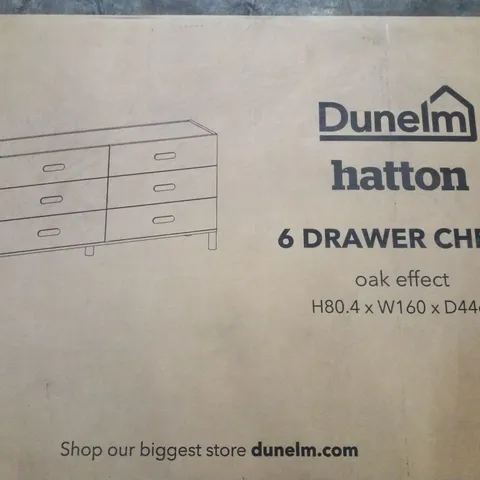 Dunelm
hatton
6 DRAWER CHE
oak effect
H80.4 x W160 x D44
Shop our biggest store dunelm.com